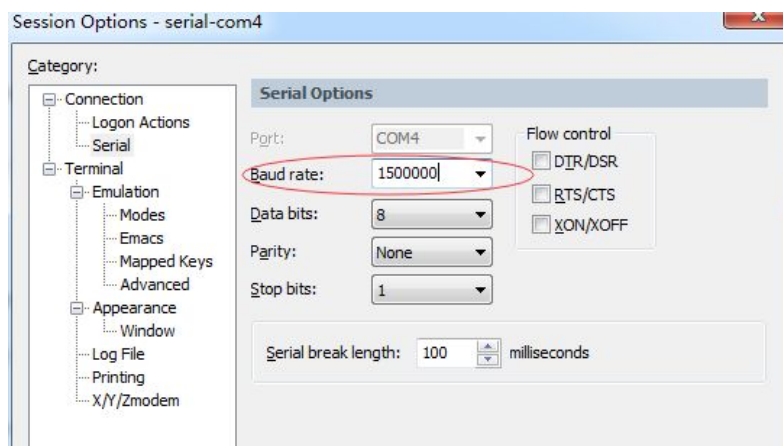 Session Options - serial-com4
Category:
Connection
Logon Actions
Serial
Terminal
Emulation
Modes
Emacs
Mapped Keys
Advanced
Appearance
Window
Log File
Printing
X/Y/Zmodem
Serial Options
Port: COM4
Baud rate: 1500000
Data bits: 8
Parity: None
Stop bits: 1
Flow control
DTR/DSR
RTS/CTS
XON/XOFF
Serial break length: 100 milliseconds